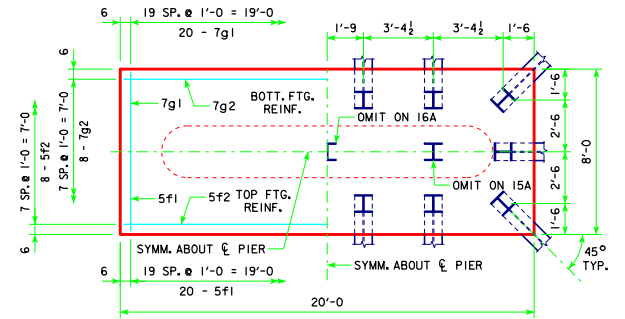 6
19 SP. @ 1'-0 = 19'-0
20 - 7g1
1'-9
3'-4½
3'-4½
1'-6
6
7 SP. @ 1'-0 = 7'-0
8 - 5f2
7 SP. @ 1'-0 = 7'-0
8 - 7g2
6
7g1
7g2
BOTT. FTG.
REINF.
OMIT ON 16A
OMIT ON 15A
5f1
5f2
TOP FTG.
REINF.
SYMM. ABOUT ℄ PIER
SYMM. ABOUT ℄ PIER
1'-6
2'-6
2'-6
1'-6
8'-0
45°
TYP.
6
19 SP. @ 1'-0 = 19'-0
20 - 5f1
20'-0